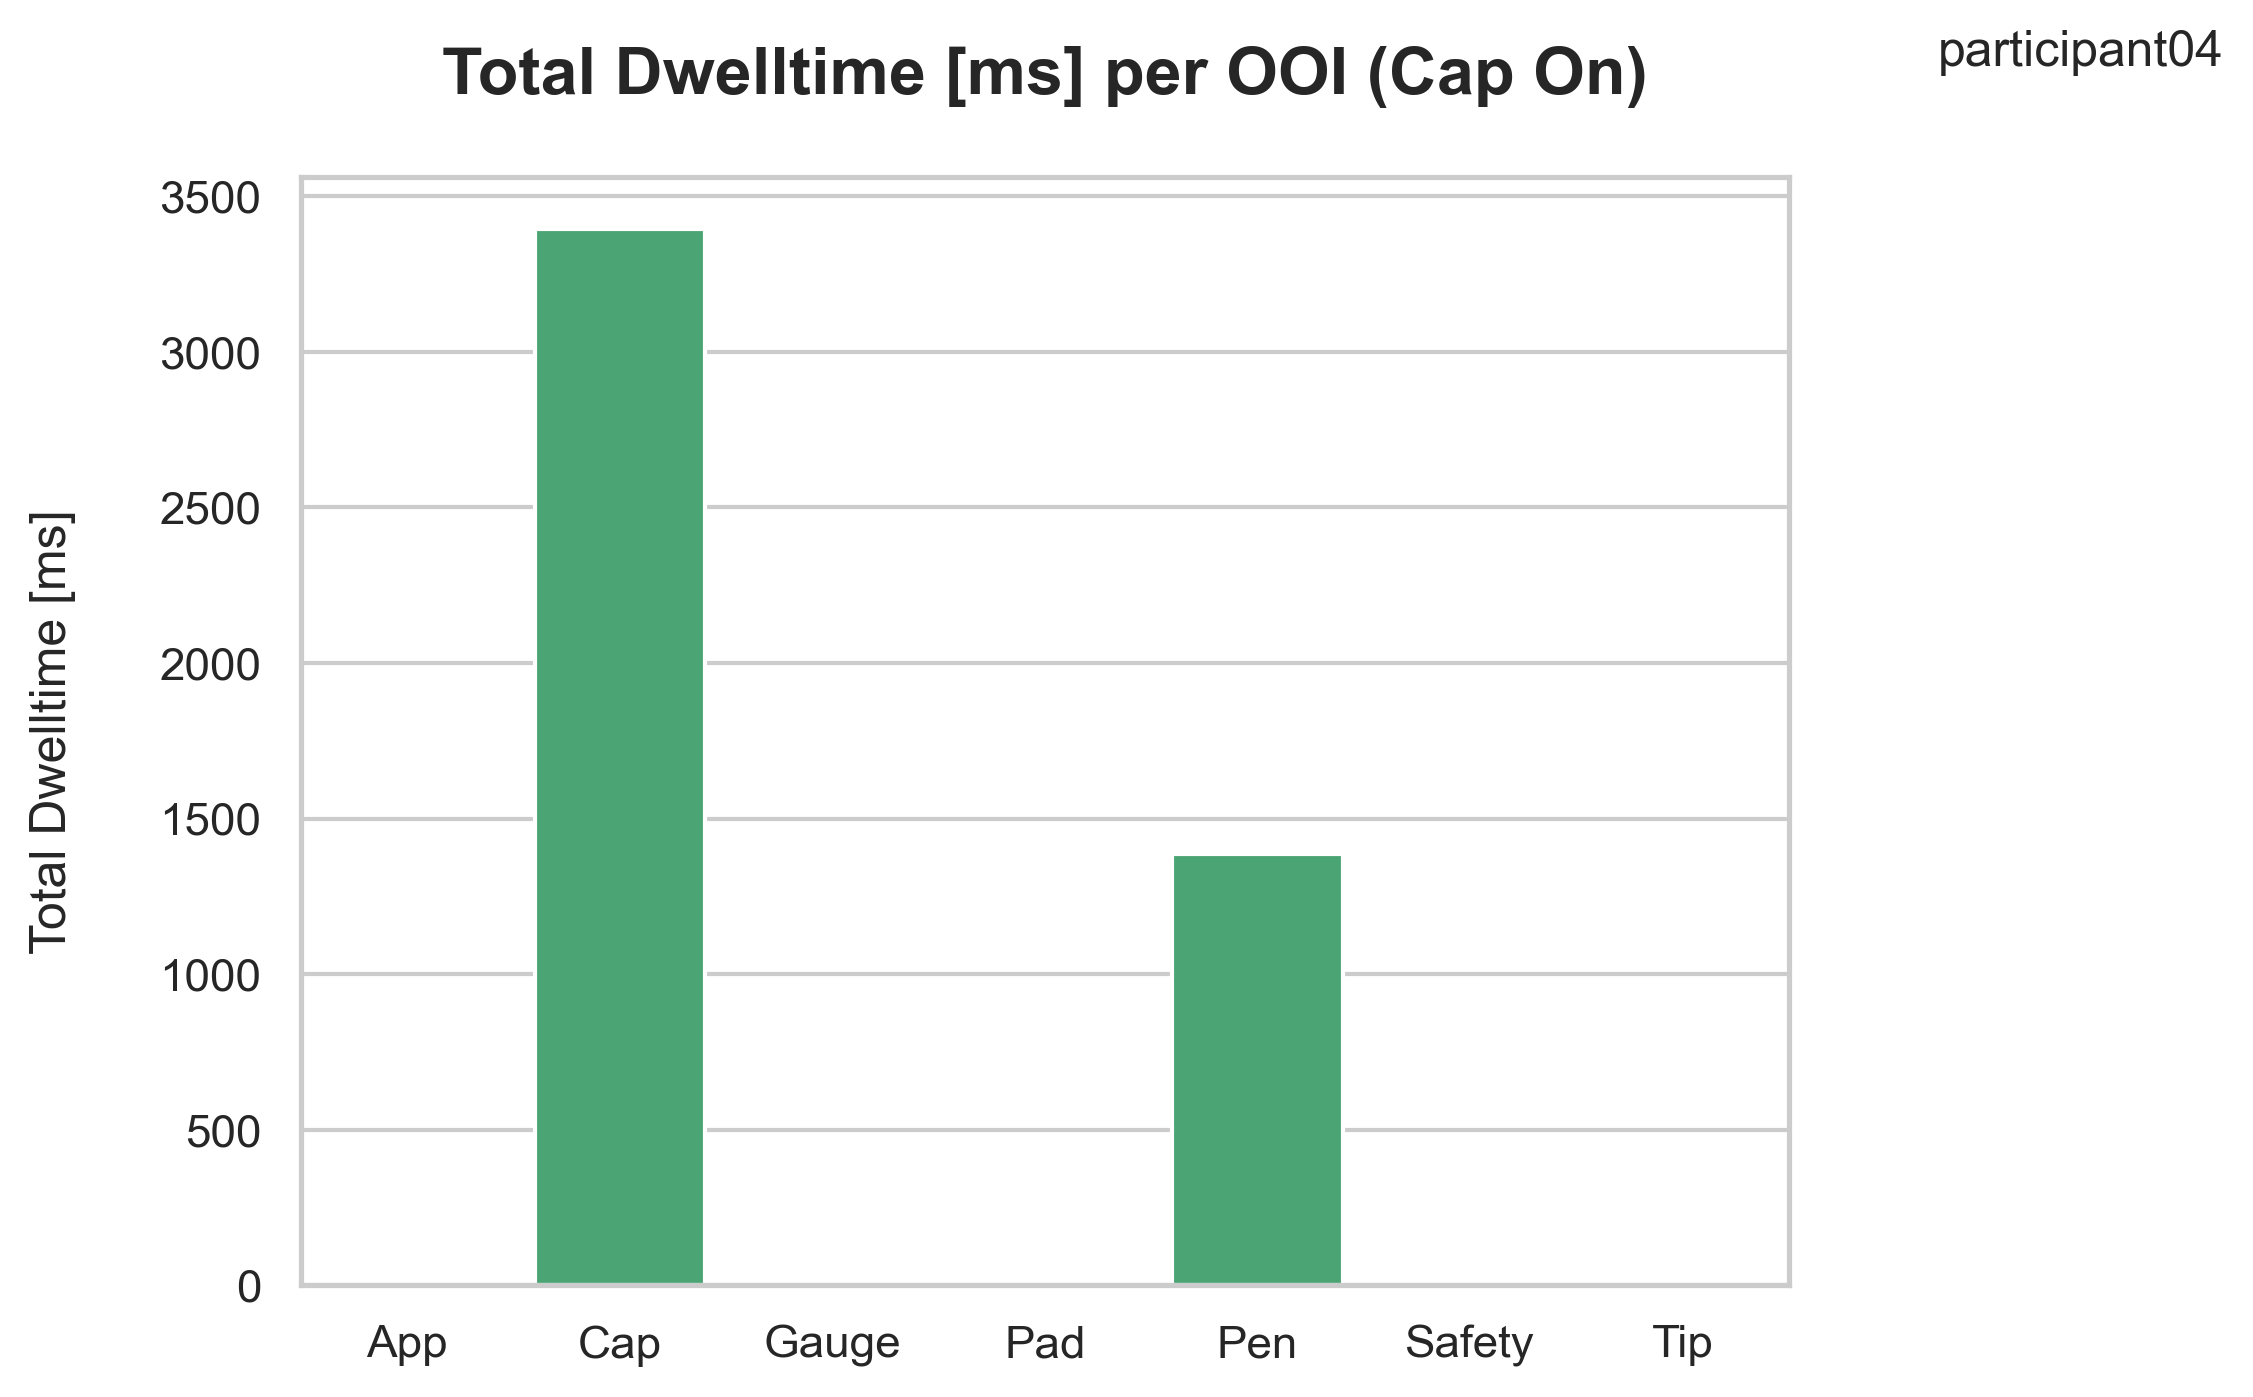 Total Dwelltime [ms] per OOI (Cap On)
participant04
Total Dwelltime [ms]
3500
3000
2500
2000
1500
1000
500
0
App Cap Gauge Pad Pen Safety Tip